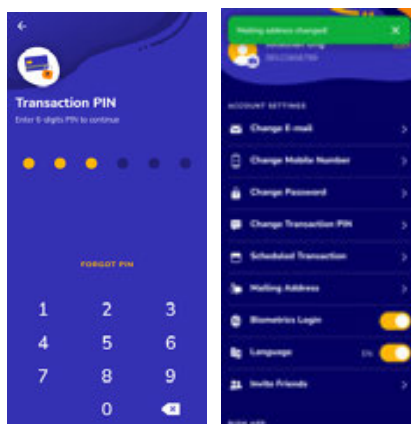 Transaction PIN
Enter 6-digits PIN to continue
FORGOT PIN
1 2 3
4 5 6
7 8 9
0
Mailing address changed!
ACCOUNT SETTINGS
Change E-mail
Change Mobile Number
Change Password
Change Transaction PIN
Scheduled Transaction
Mailing Address
Biometrics Login
Language EN
Invite Friends